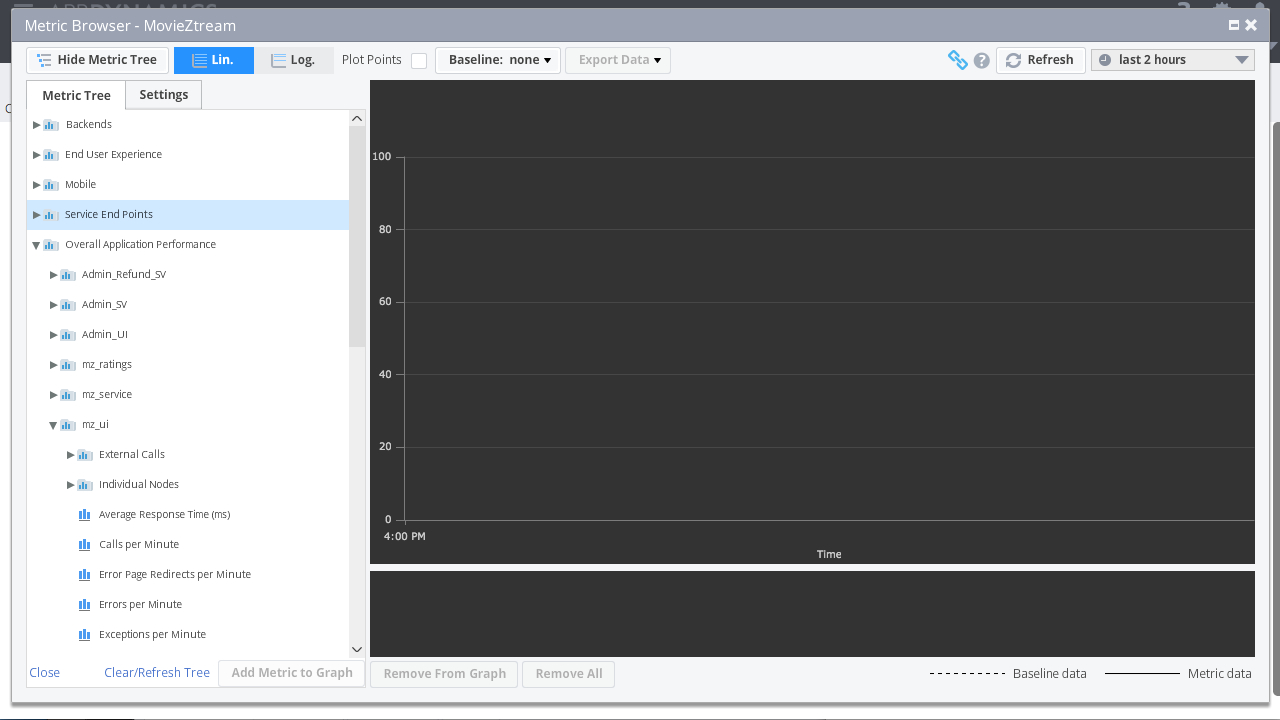 Metric Browser - MovieZtream
Hide Metric Tree
Lin.
Log.
Plot Points
Baseline: none
Export Data
Refresh
last 2 hours
Metric Tree
Settings
Backends
End User Experience
Mobile
Service End Points
Overall Application Performance
Admin_Refund_SV
Admin_SV
Admin_UI
mz_ratings
mz_service
mz_ui
External Calls
Individual Nodes
Average Response Time (ms)
Calls per Minute
Error Page Redirects per Minute
Errors per Minute
Exceptions per Minute
Close
Clear/Refresh Tree
Add Metric to Graph
100
80
60
40
20
0
4:00 PM
Time
Remove From Graph
Remove All
Baseline data
Metric data